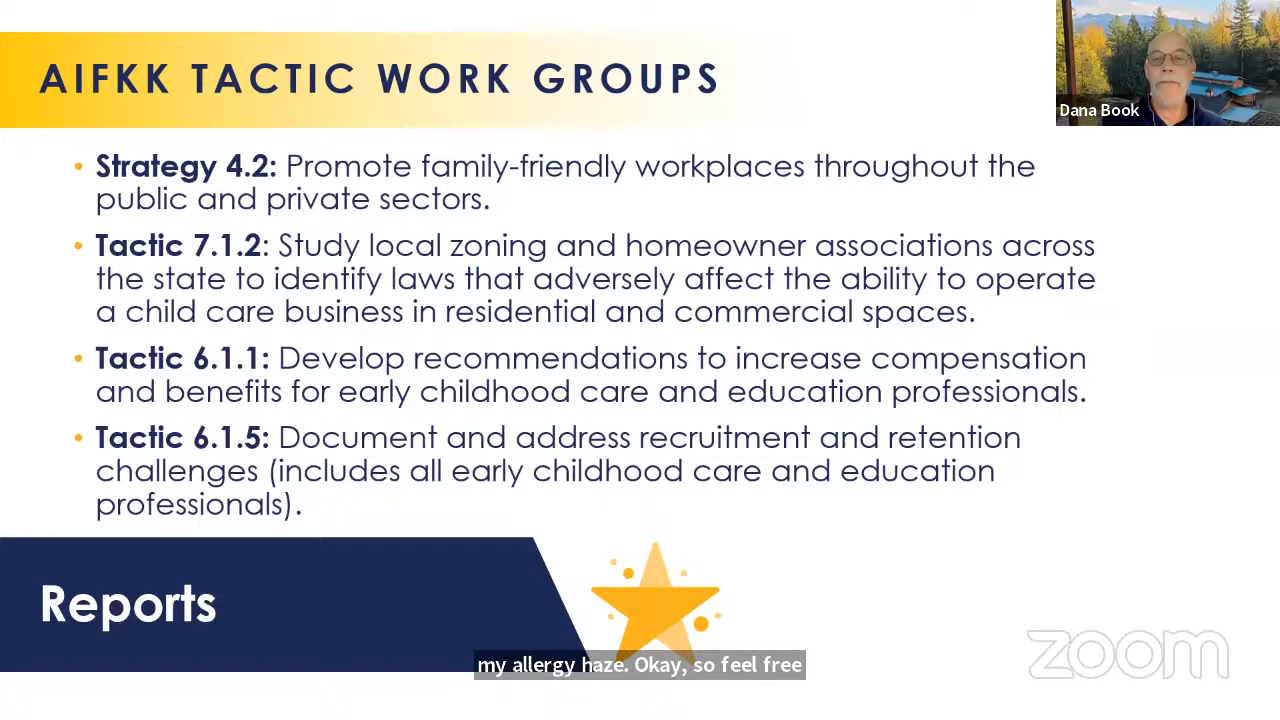 AIFKK TACTIC WORK GROUPS
Dana Book
• Strategy 4.2: Promote family-friendly workplaces throughout the
public and private sectors.
• Tactic 7.1.2: Study local zoning and homeowner associations across
the state to identify laws that adversely affect the ability to operate
a child care business in residential and commercial spaces.
• Tactic 6.1.1: Develop recommendations to increase compensation
and benefits for early childhood care and education professionals.
• Tactic 6.1.5: Document and address recruitment and retention
challenges (includes all early childhood care and education
professionals).
Reports
my allergy haze. Okay, so feel free
zoom